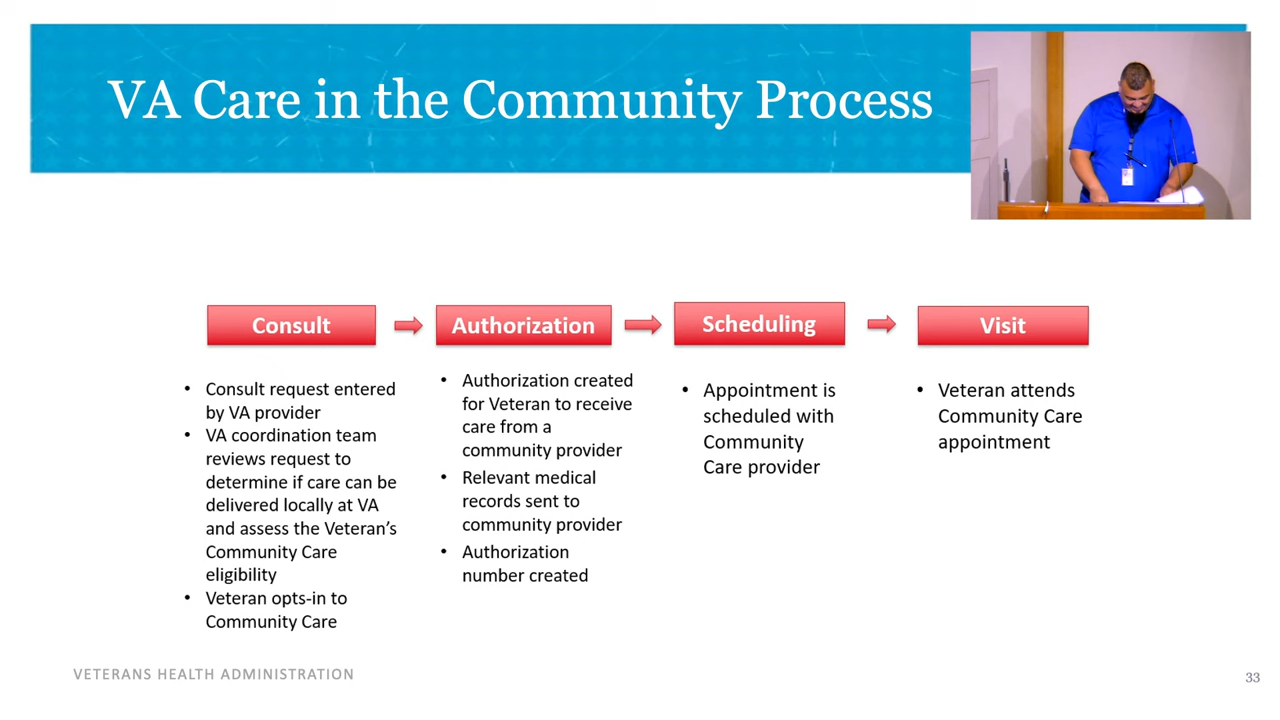 VA Care in the Community Process
Consult
Authorization
Scheduling
Visit
• Consult request entered
by VA provider
• VA coordination team
reviews request to
determine if care can be
delivered locally at VA
and assess the Veteran’s
Community Care
eligibility
• Veteran opts-in to
Community Care
• Authorization created
for Veteran to receive
care from a
community provider
• Relevant medical
records sent to
community provider
• Authorization
number created
• Appointment is
scheduled with
Community
Care provider
• Veteran attends
Community Care
appointment
VETERANS HEALTH ADMINISTRATION
33